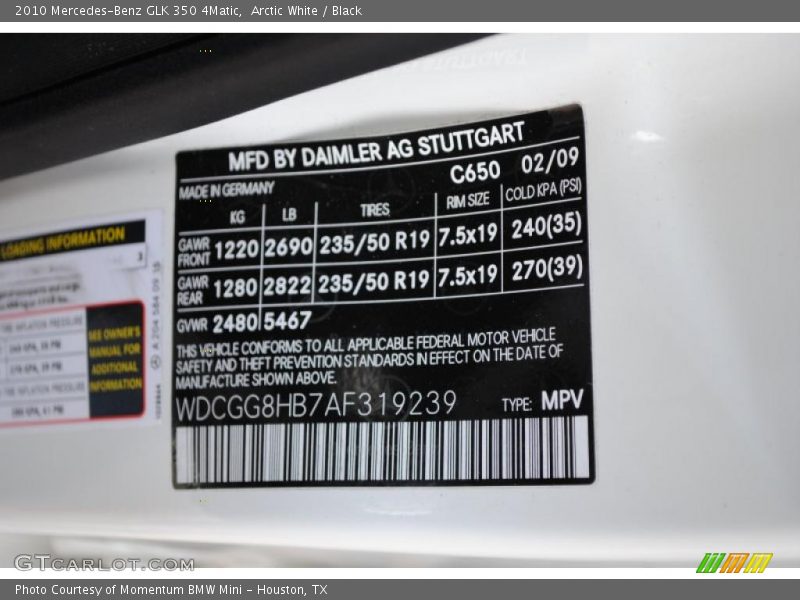 2010 Mercedes-Benz GLK 350 4Matic,  Arctic White / Black
MFD BY DAIMLER AG STUTTGART
C650 02/09
MADE IN GERMANY
KG LB TIRES RIM SIZE COLD KPA (PSI)
GAWR FRONT 1220 2690 235/50 R19 7.5x19 240(35)
GAWR REAR 1280 2822 235/50 R19 7.5x19 270(39)
GVWR 2480 5467
THIS VEHICLE CONFORMS TO ALL APPLICABLE FEDERAL MOTOR VEHICLE
SAFETY AND THEFT PREVENTION STANDARDS IN EFFECT ON THE DATE OF
MANUFACTURE SHOWN ABOVE.
WDCGG8HB7AF319239 TYPE: MPV
LOADING INFORMATION
SEE OWNER'S
MANUAL FOR
ADDITIONAL
INFORMATION
GTCARLOT.COM
Photo Courtesy of Momentum BMW Mini - Houston, TX